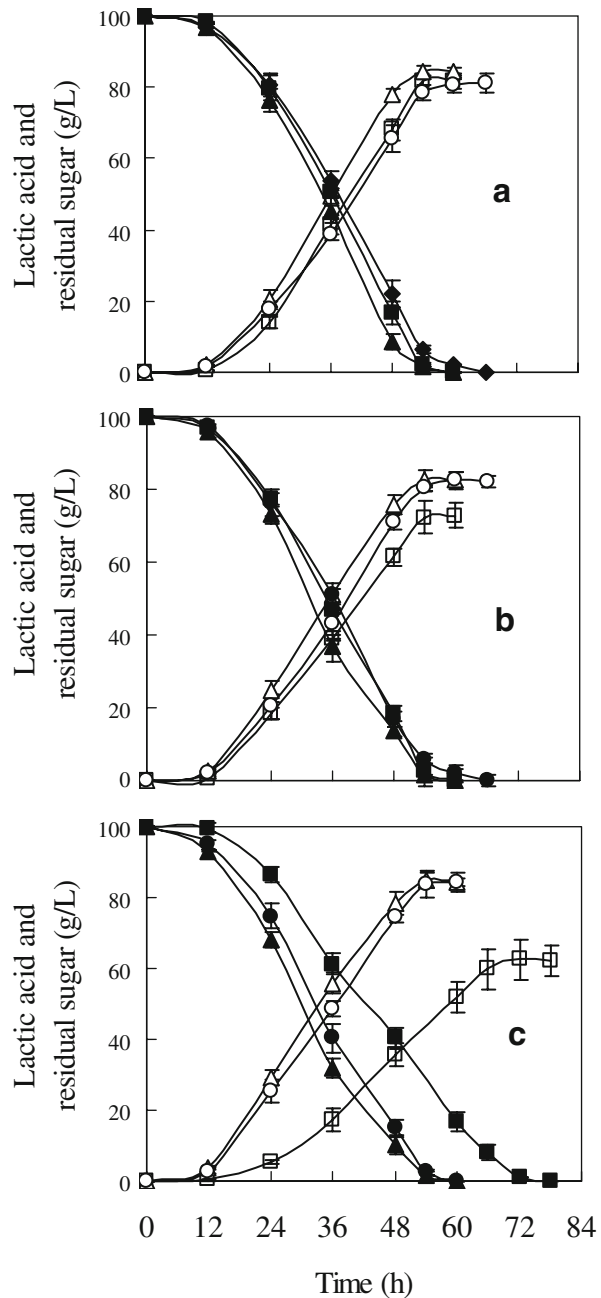 100
80
60
40
20
0
Lactic acid and
residual sugar (g/L)
a
100
80
60
40
20
0
Lactic acid and
residual sugar (g/L)
b
100
80
60
40
20
0
Lactic acid and
residual sugar (g/L)
c
0 12 24 36 48 60 72 84
Time (h)